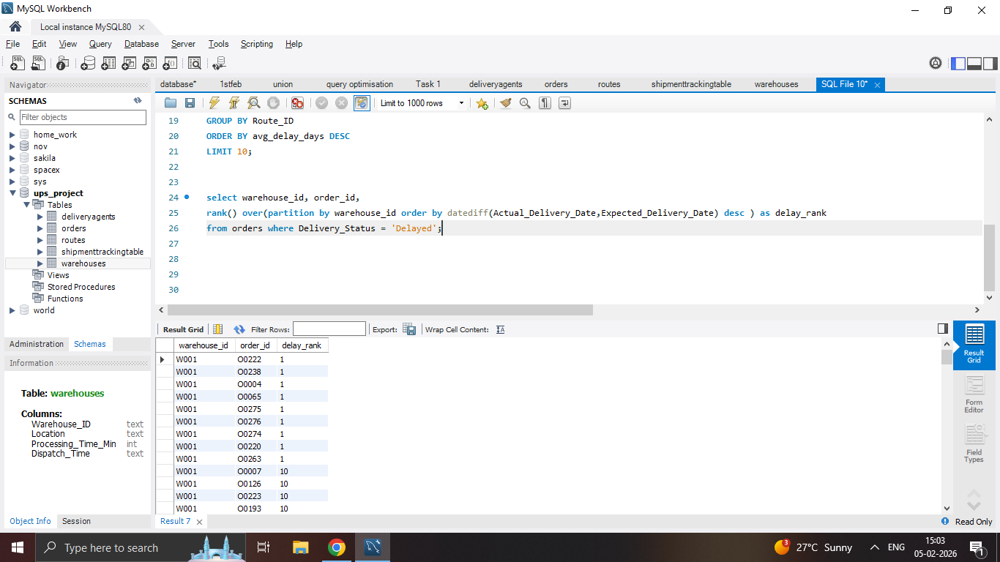 MySQL Workbench
Local instance MySQL80
File Edit View Query Database Server Tools Scripting Help
Navigator
SCHEMAS
Filter objects
home_work
nov
sakila
spacex
sys
ups_project
Tables
deliveryagents
orders
routes
shipmenttrackingtable
warehouses
Views
Stored Procedures
Functions
world
Administration Schemas
Information
Table: warehouses
Columns:
Warehouse_ID text
Location text
Processing_Time_Min int
Dispatch_Time text
Object Info Session
database* 1stfeb union query optimisation Task 1 deliveryagents orders routes shipmenttrackingtable warehouses SQL File 10*
Limit to 1000 rows
19 GROUP BY Route_ID
20 ORDER BY avg_delay_days DESC
21 LIMIT 10;
22
23
24 select warehouse_id, order_id,
25 rank() over(partition by warehouse_id order by datediff(Actual_Delivery_Date,Expected_Delivery_Date) desc ) as delay_rank
26 from orders where Delivery_Status = 'Delayed';
27
28
29
30
Result Grid Filter Rows: Export: Wrap Cell Content:
warehouse_id order_id delay_rank
W001 O0222 1
W001 O0238 1
W001 O0004 1
W001 O0065 1
W001 O0275 1
W001 O0276 1
W001 O0274 1
W001 O0220 1
W001 O0263 1
W001 O0007 10
W001 O0126 10
W001 O0223 10
W001 O0193 10
Result
Grid
Form
Editor
Field
Types
Result 7
Read Only
Type here to search
3
27°C Sunny
ENG
15:03
05-02-2026
1